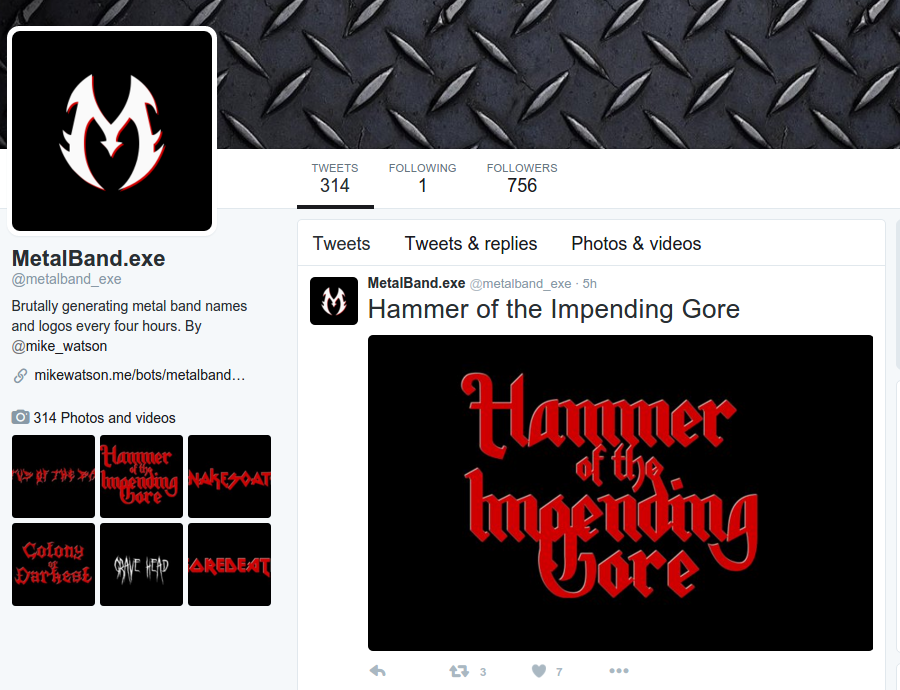 TWEETS
314
FOLLOWING
1
FOLLOWERS
756
MetalBand.exe
@metalband_exe
Brutally generating metal band names
and logos every four hours. By
@mike_watson
mikewatson.me/bots/metalband…
314 Photos and videos
Hammer
of the
Impending
Gore
Colony
of
Darkest
GRAVE HEAD
Tweets
Tweets & replies
Photos & videos
MetalBand.exe @metalband_exe · 5h
Hammer of the Impending Gore
Hammer
of the
Impending
Gore
3
7